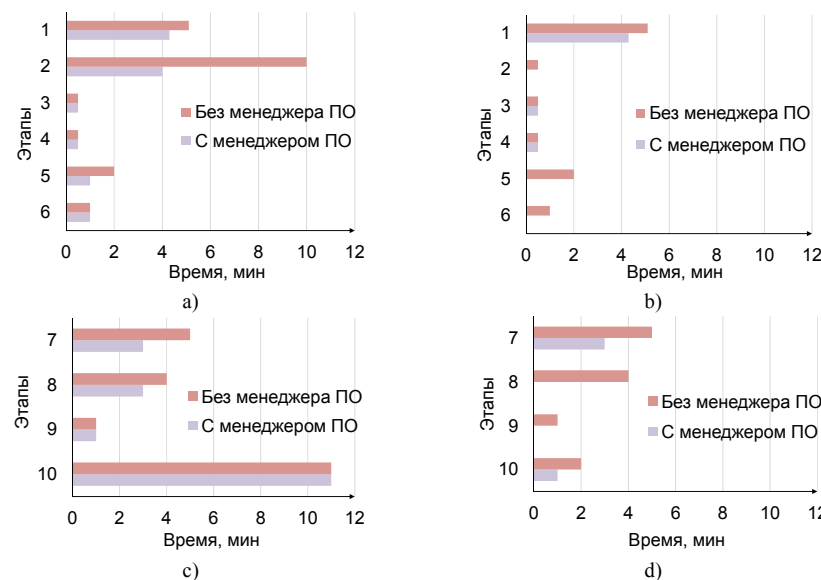 1
2
3
4
5
6
Этапы
Без менеджера ПО
С менеджером ПО
0 2 4 6 8 10 12
Время, мин
a)
1
2
3
4
5
6
Этапы
Без менеджера ПО
С менеджером ПО
0 2 4 6 8 10 12
Время, мин
b)
7
8
9
10
Этапы
Без менеджера ПО
С менеджером ПО
0 2 4 6 8 10 12
Время, мин
c)
7
8
9
10
Этапы
Без менеджера ПО
С менеджером ПО
0 2 4 6 8 10 12
Время, мин
d)